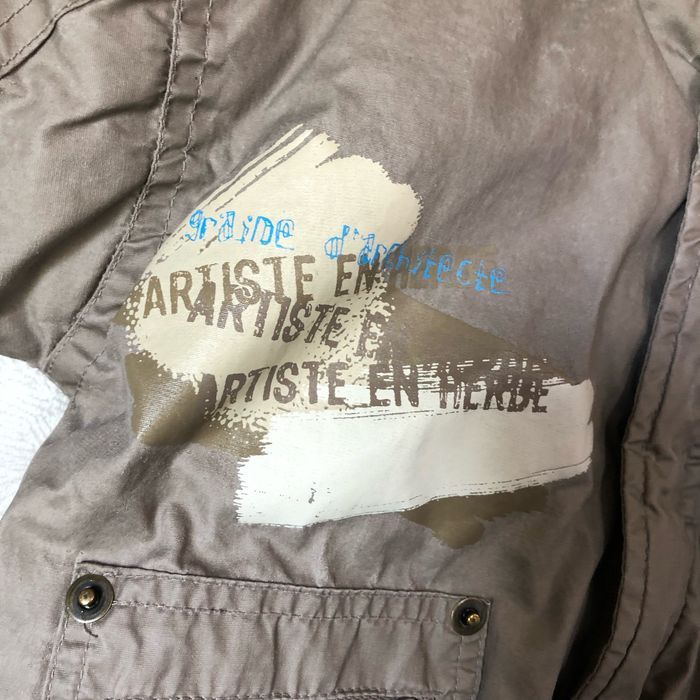 graine d'architecte
ARTISTE EN
ARTISTE E
ARTISTE EN HERBE